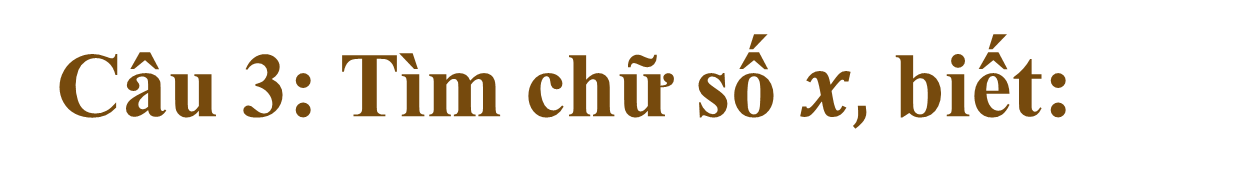 Câu 3: Tìm chữ số x, biết: